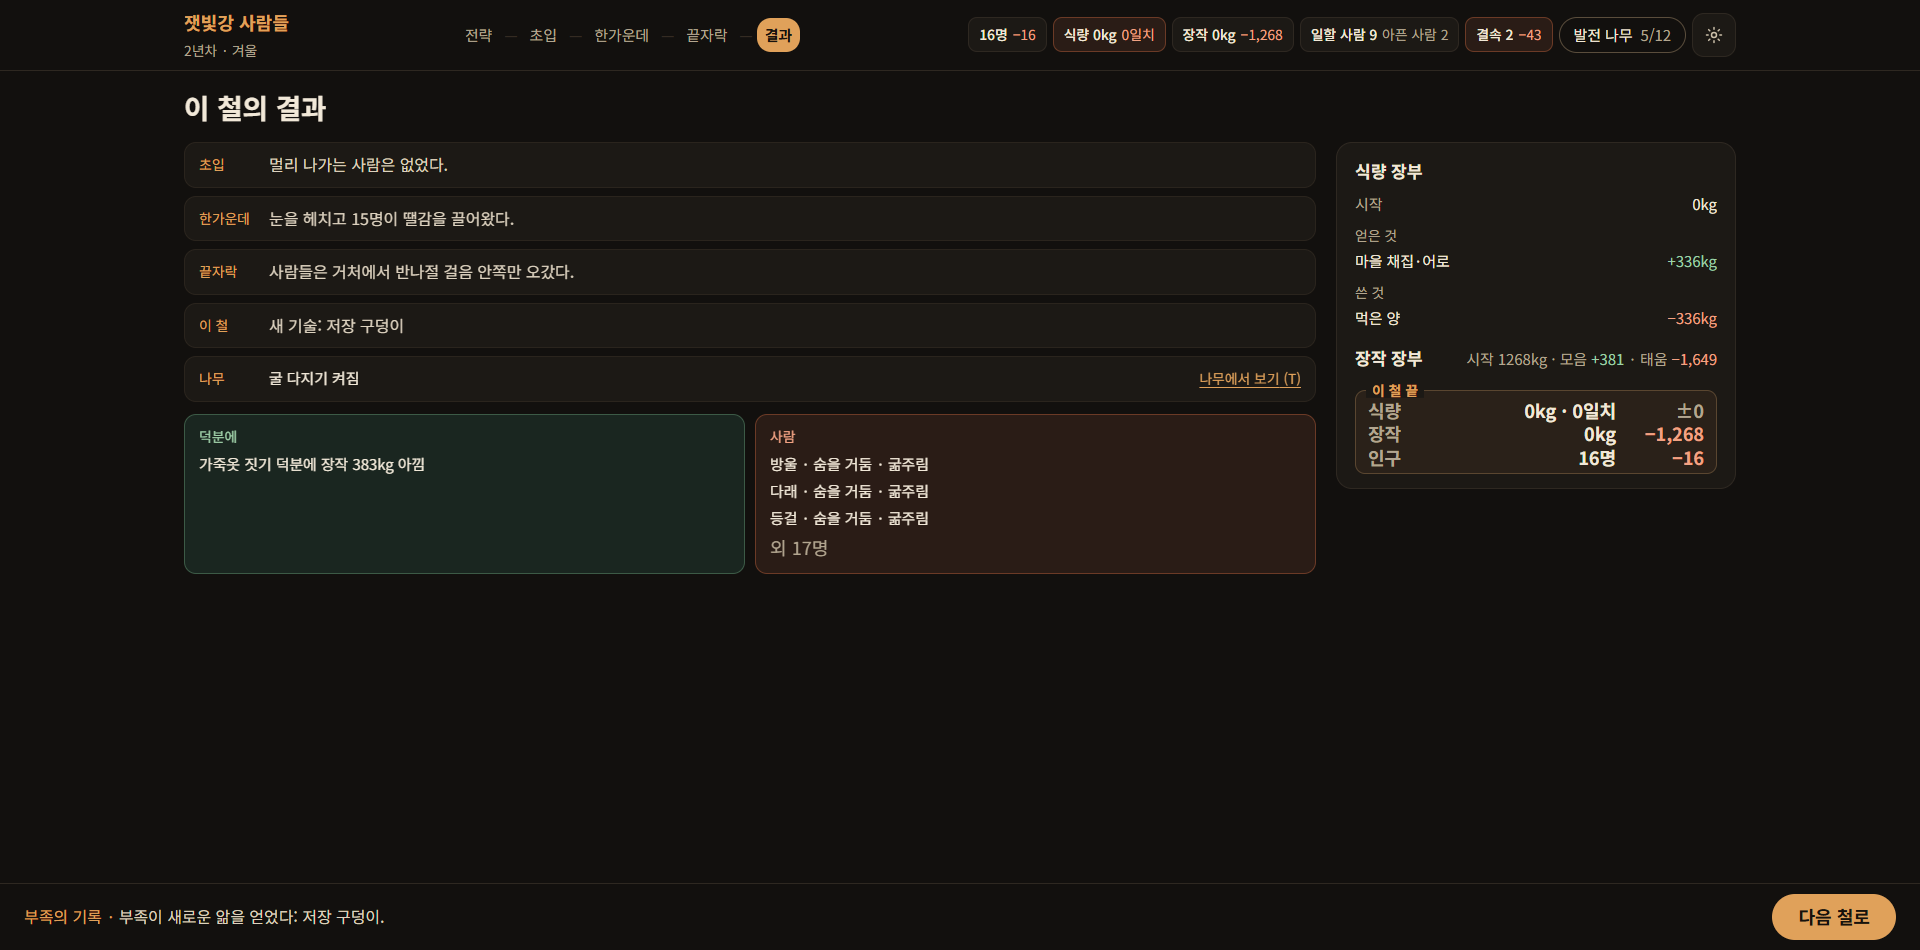 잿빛강 사람들
2년차 · 겨울
전략 — 초입 — 한가운데 — 끝자락 — 결과
16명 −16
식량 0kg 0일치
장작 0kg −1,268
일할 사람 9 아픈 사람 2
결속 2 −43
발전 나무 5/12
이 철의 결과
초입 멀리 나가는 사람은 없었다.
한가운데 눈을 헤치고 15명이 땔감을 끌어왔다.
끝자락 사람들은 거처에서 반나절 걸음 안쪽만 오갔다.
이 철 새 기술: 저장 구덩이
나무 굴 다지기 켜짐 나무에서 보기 (T)
덕분에
가죽옷 짓기 덕분에 장작 383kg 아낌
사람
방울 · 숨을 거둠 · 굶주림
다래 · 숨을 거둠 · 굶주림
등걸 · 숨을 거둠 · 굶주림
외 17명
식량 장부
시작 0kg
얻은 것
마을 채집·어로 +336kg
쓴 것
먹은 양 −336kg
장작 장부 시작 1268kg · 모음 +381 · 태움 −1,649
이 철 끝
식량 0kg · 0일치 ±0
장작 0kg −1,268
인구 16명 −16
부족의 기록 · 부족이 새로운 앎을 얻었다: 저장 구덩이.
다음 철로